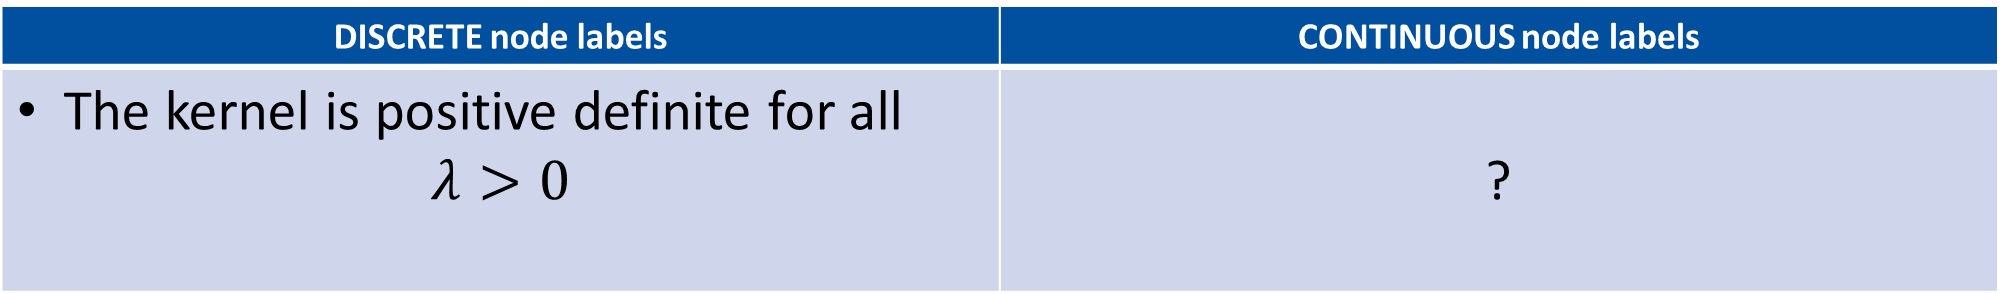 DISCRETE node labels
CONTINUOUS node labels
• The kernel is positive definite for all
λ > 0
?